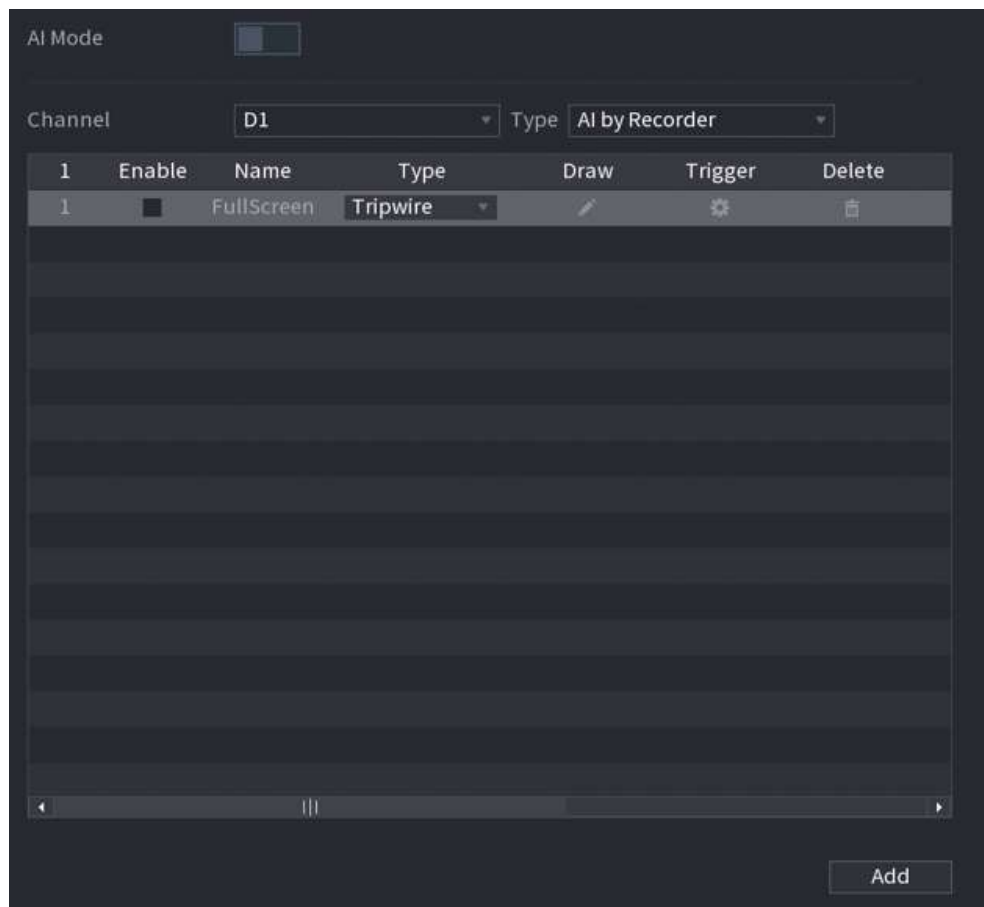 AI Mode
Channel D1 Type AI by Recorder
1 Enable Name Type Draw Trigger Delete
1 FullScreen Tripwire
Add